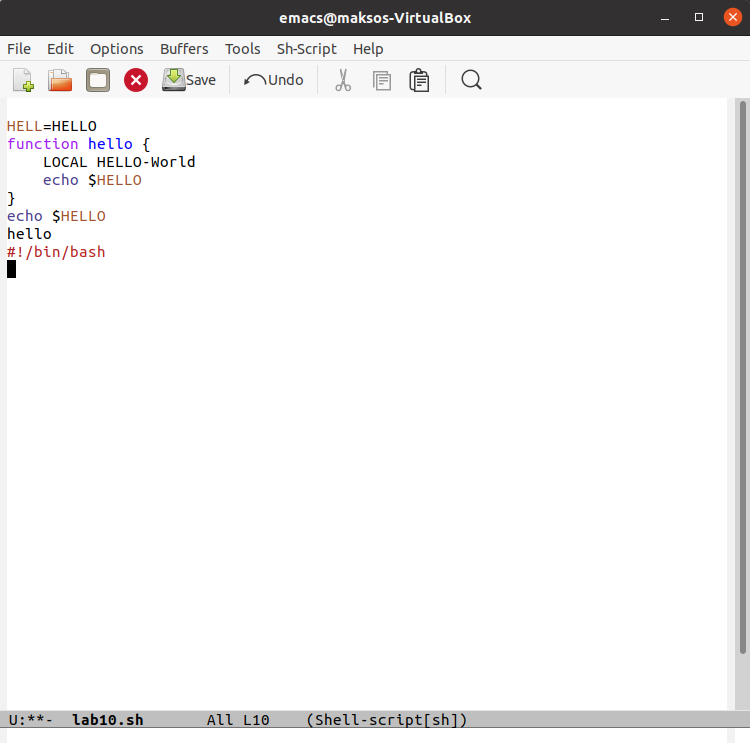 emacs@maksos-VirtualBox
File Edit Options Buffers Tools Sh-Script Help
Save Undo
HELL=HELLO
function hello {
    LOCAL HELLO-World
    echo $HELLO
}
echo $HELLO
hello
#!/bin/bash
U:**-  lab10.sh       All L10    (Shell-script[sh])